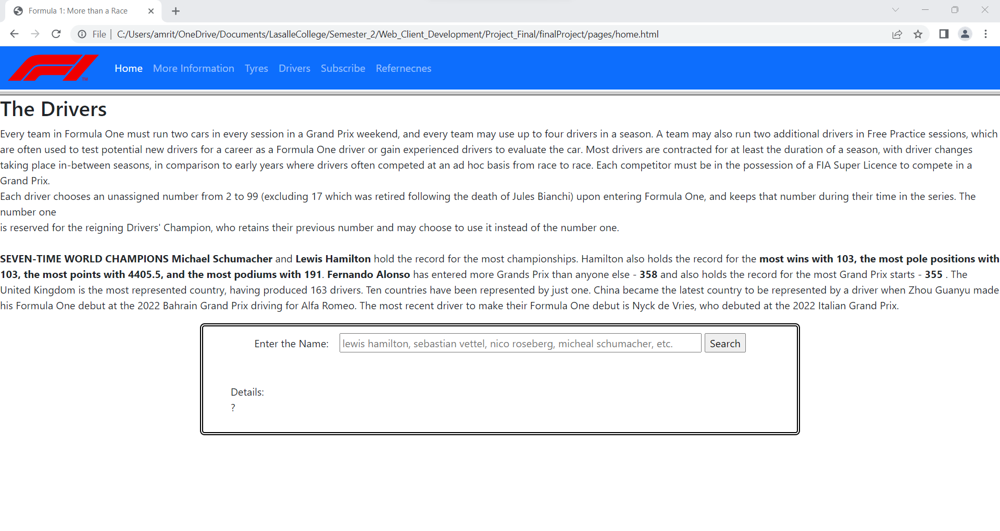 Formula 1: More than a Race
File | C:/Users/amrit/OneDrive/Documents/LasalleCollege/Semester_2/Web_Client_Development/Project_Final/finalProject/pages/home.html
F1 TM Home More Information Tyres Drivers Subscribe Refernecnes
The Drivers
Every team in Formula One must run two cars in every session in a Grand Prix weekend, and every team may use up to four drivers in a season. A team may also run two additional drivers in Free Practice sessions, which
are often used to test potential new drivers for a career as a Formula One driver or gain experienced drivers to evaluate the car. Most drivers are contracted for at least the duration of a season, with driver changes
taking place in-between seasons, in comparison to early years where drivers often competed at an ad hoc basis from race to race. Each competitor must be in the possession of a FIA Super Licence to compete in a
Grand Prix.
Each driver chooses an unassigned number from 2 to 99 (excluding 17 which was retired following the death of Jules Bianchi) upon entering Formula One, and keeps that number during their time in the series. The
number one
is reserved for the reigning Drivers' Champion, who retains their previous number and may choose to use it instead of the number one.
SEVEN-TIME WORLD CHAMPIONS Michael Schumacher and Lewis Hamilton hold the record for the most championships. Hamilton also holds the record for the most wins with 103, the most pole positions with
103, the most points with 4405.5, and the most podiums with 191. Fernando Alonso has entered more Grands Prix than anyone else - 358 and also holds the record for the most Grand Prix starts - 355 . The
United Kingdom is the most represented country, having produced 163 drivers. Ten countries have been represented by just one. China became the latest country to be represented by a driver when Zhou Guanyu made
his Formula One debut at the 2022 Bahrain Grand Prix driving for Alfa Romeo. The most recent driver to make their Formula One debut is Nyck de Vries, who debuted at the 2022 Italian Grand Prix.
Enter the Name: lewis hamilton, sebastian vettel, nico roseberg, micheal schumacher, etc. Search
Details:
?